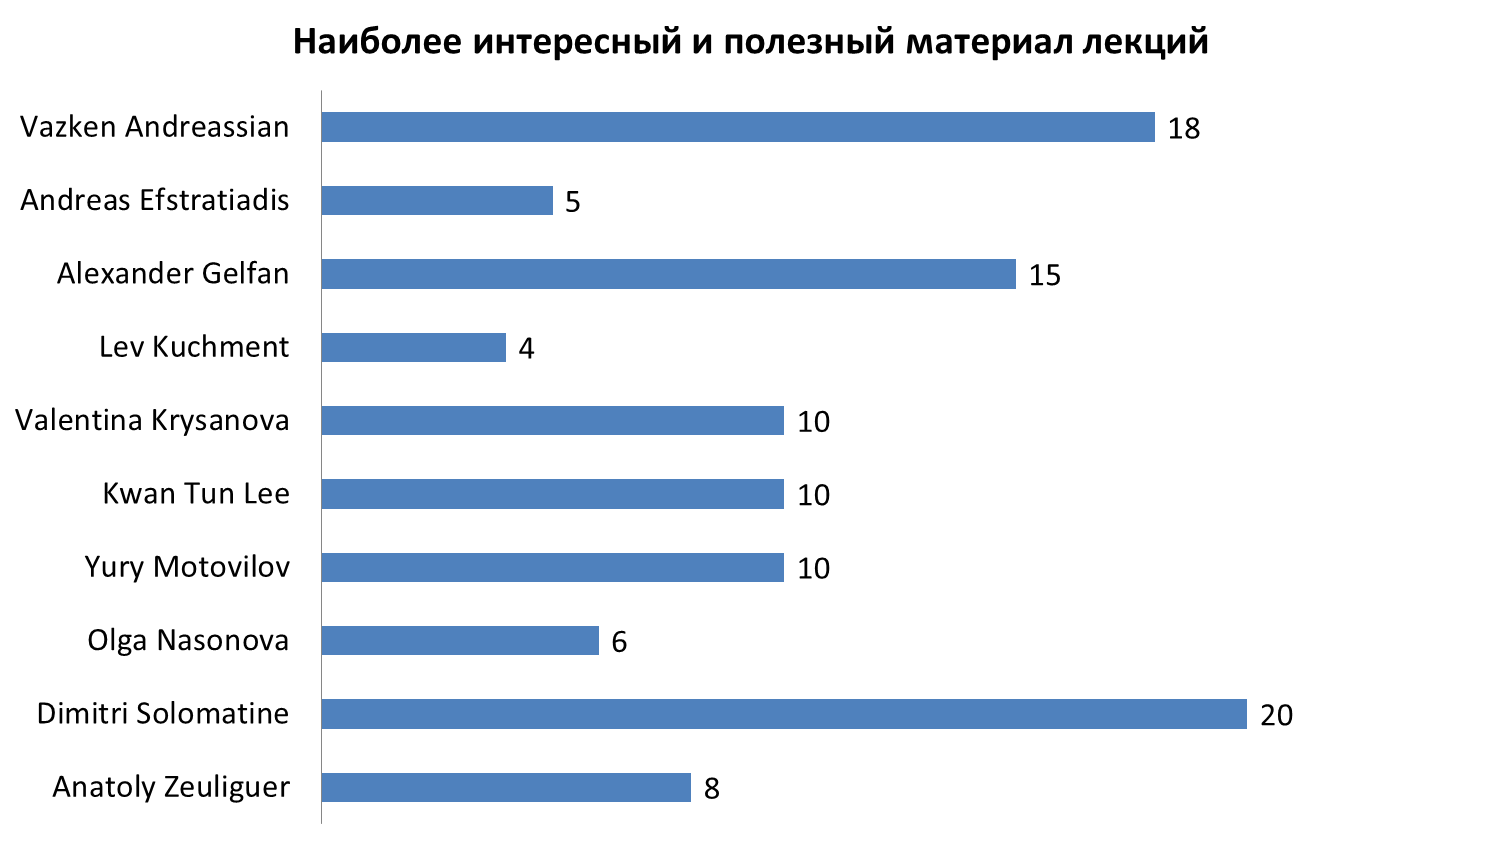 Наиболее интересный и полезный материал лекций
Vazken Andreassian 18
Andreas Efstratiadis 5
Alexander Gelfan 15
Lev Kuchment 4
Valentina Krysanova 10
Kwan Tun Lee 10
Yury Motovilov 10
Olga Nasonova 6
Dimitri Solomatine 20
Anatoly Zeuliguer 8